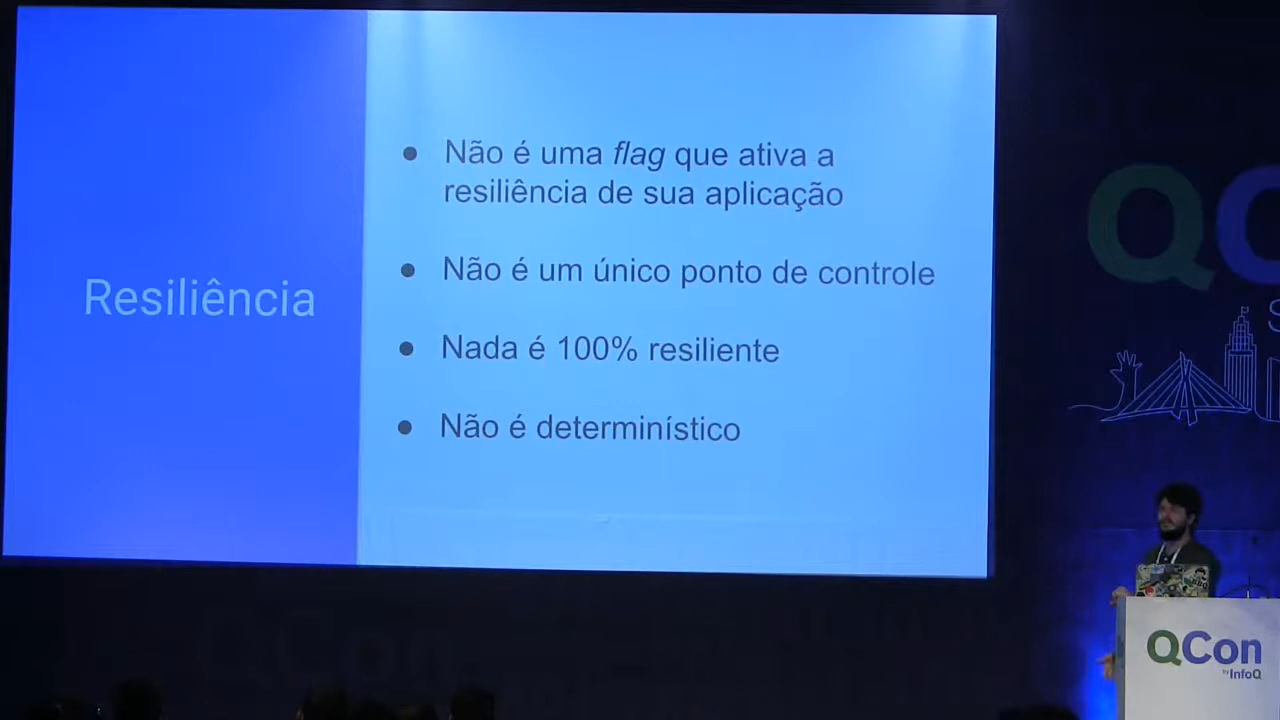 Resiliência
● Não é uma flag que ativa a
resiliência de sua aplicação
● Não é um único ponto de controle
● Nada é 100% resiliente
● Não é determinístico
QC
S
QCon
by InfoQ